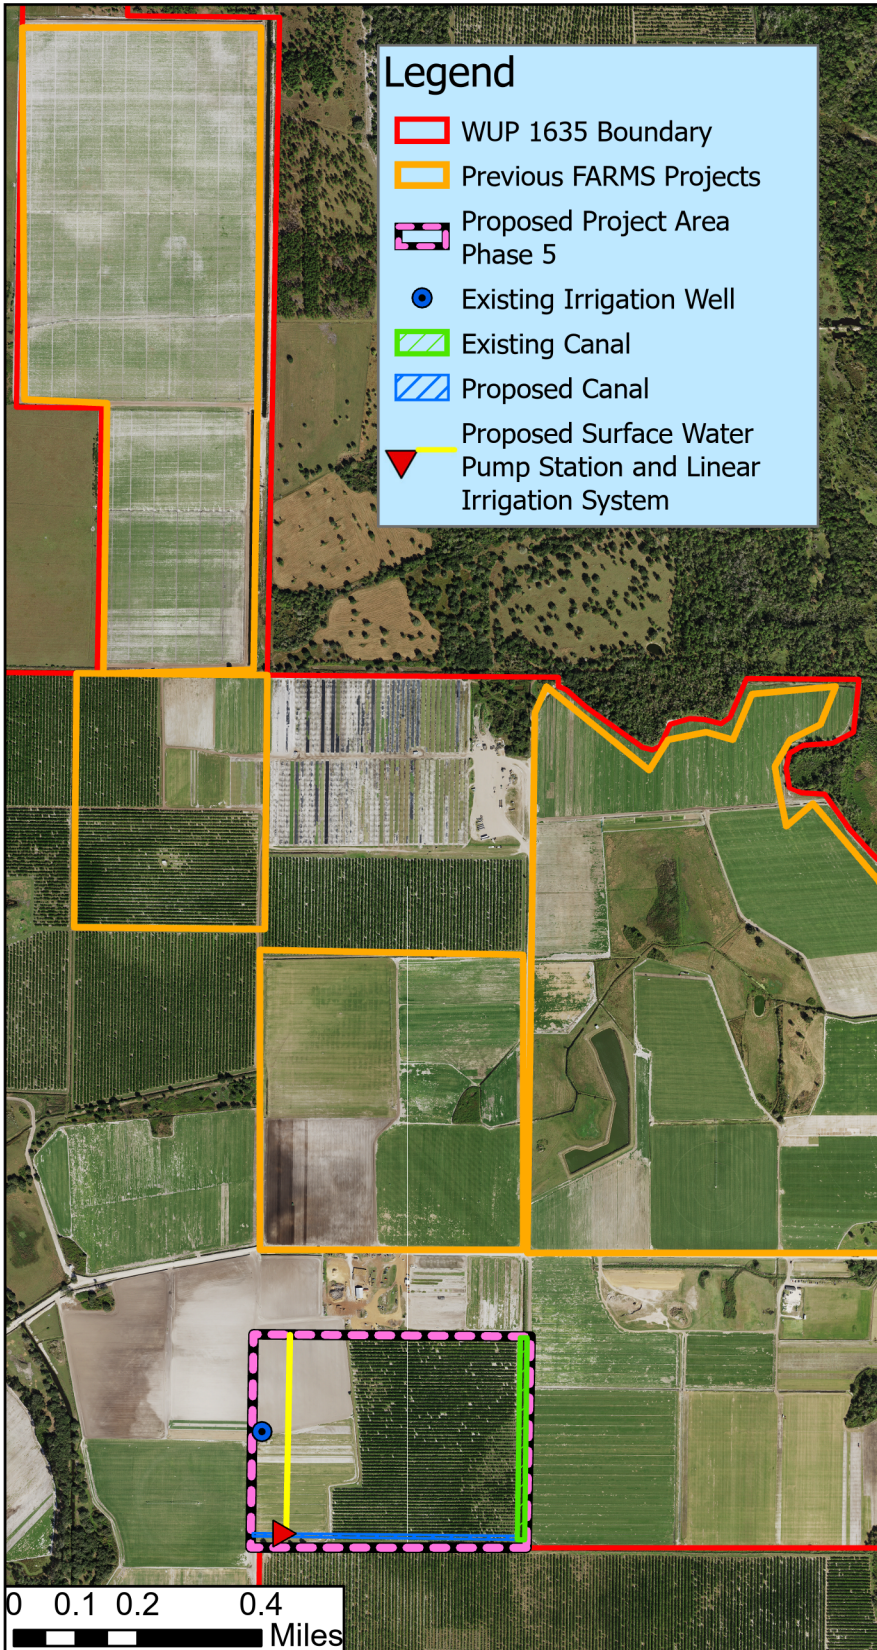 Legend
WUP 1635 Boundary
Previous FARMS Projects
Proposed Project Area
Phase 5
Existing Irrigation Well
Existing Canal
Proposed Canal
Proposed Surface Water
Pump Station and Linear
Irrigation System
0 0.1 0.2 0.4
Miles